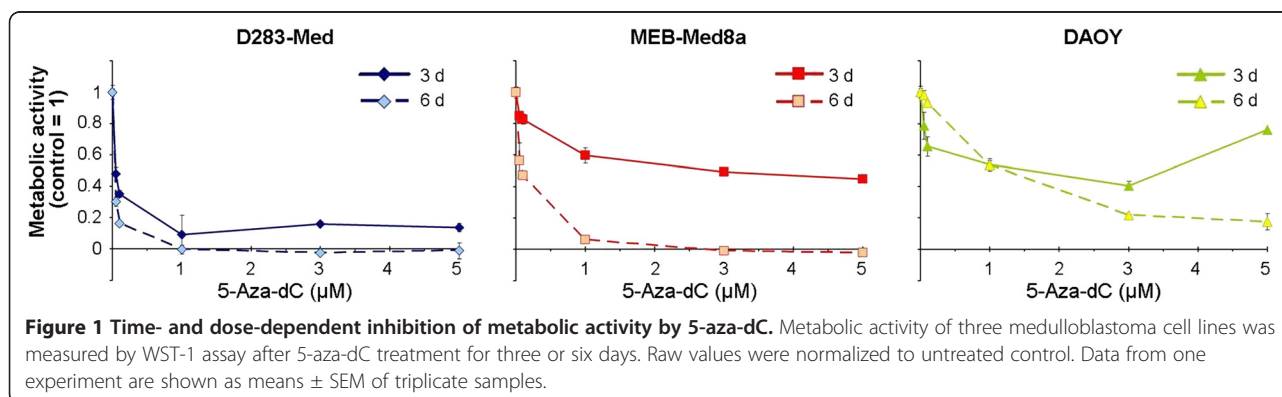 D283-Med
MEB-Med8a
DAOY
Metabolic activity
(control = 1)
1
0.8
0.6
0.4
0.2
0
3 d
6 d
1 2 3 4 5
5-Aza-dC (µM)
3 d
6 d
1 2 3 4 5
5-Aza-dC (µM)
3 d
6 d
1 2 3 4 5
5-Aza-dC (µM)
Figure 1 Time- and dose-dependent inhibition of metabolic activity by 5-aza-dC. Metabolic activity of three medulloblastoma cell lines was
measured by WST-1 assay after 5-aza-dC treatment for three or six days. Raw values were normalized to untreated control. Data from one
experiment are shown as means ± SEM of triplicate samples.